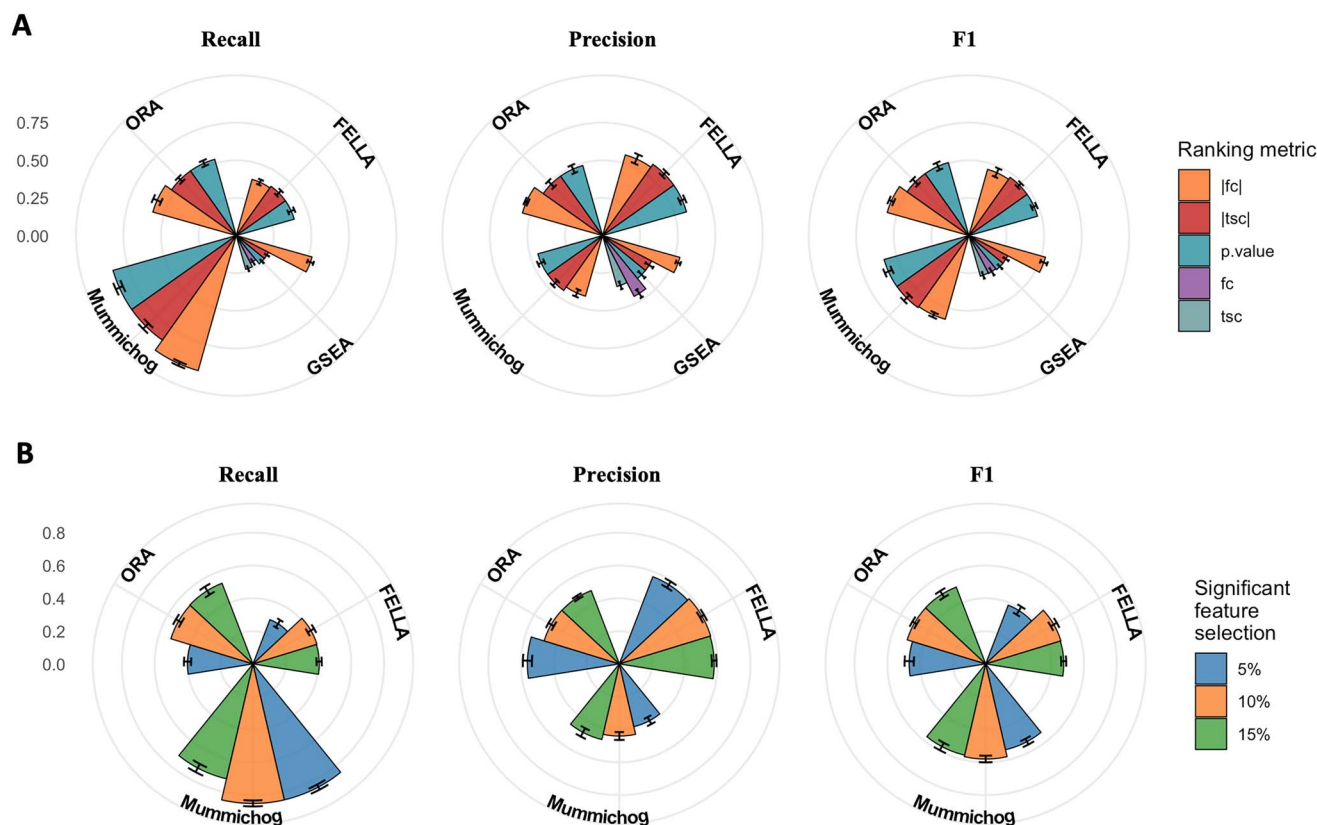 A
Recall
Precision
F1
0.75
0.50
0.25
0.00
ORA
FELLA
Mummichog
GSEA
ORA
FELLA
Mummichog
GSEA
ORA
FELLA
Mummichog
GSEA
Ranking metric
|fc|
|tsc|
p.value
fc
tsc
B
Recall
Precision
F1
0.8
0.6
0.4
0.2
0.0
ORA
FELLA
Mummichog
ORA
FELLA
Mummichog
ORA
FELLA
Mummichog
Significant
feature
selection
5%
10%
15%